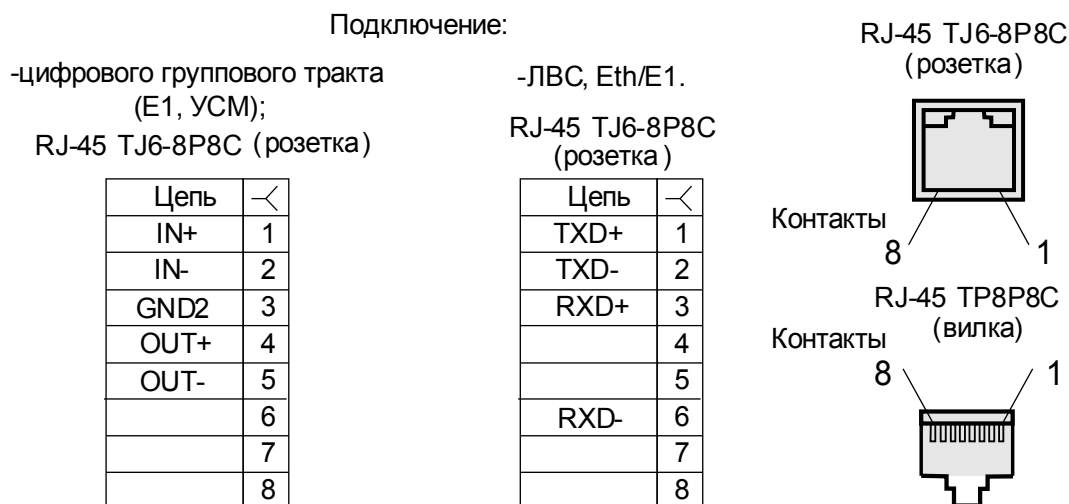 Подключение:
-цифрового группового тракта
(Е1, УСМ);
RJ-45 TJ6-8P8C (розетка)
Цепь
IN+ 1
IN- 2
GND2 3
OUT+ 4
OUT- 5
6
7
8
-ЛВС, Eth/E1.
RJ-45 TJ6-8P8C
(розетка)
Цепь
TXD+ 1
TXD- 2
RXD+ 3
4
5
RXD- 6
7
8
RJ-45 TJ6-8P8C
(розетка)
Контакты
8 1
RJ-45 TP8P8C
(вилка)
Контакты
8 1